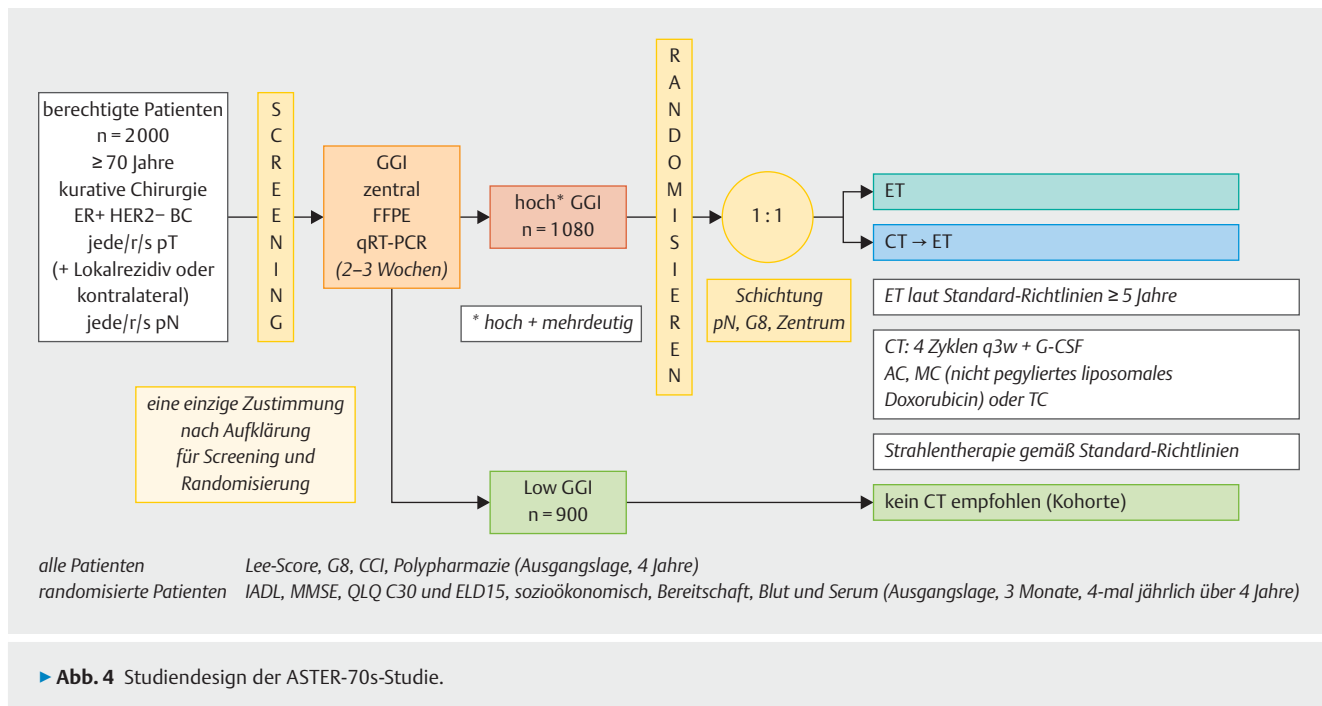 berechtigte Patienten
n = 2000
≥ 70 Jahre
kurative Chirurgie
ER+ HER2− BC
jede/r/s pT
(+ Lokalrezidiv oder
kontralateral)
jede/r/s pN
S
C
R
E
E
N
I
N
G
GGI
zentral
FFPE
qRT-PCR
(2–3 Wochen)
hoch* GGI
n = 1080
* hoch + mehrdeutig
R
A
N
D
O
M
I
S
I
E
R
E
N
1 : 1
Schichtung
pN, G8, Zentrum
ET
CT → ET
ET laut Standard-Richtlinien ≥ 5 Jahre
CT: 4 Zyklen q3w + G-CSF
AC, MC (nicht pegyliertes liposomales
Doxorubicin) oder TC
Strahlentherapie gemäß Standard-Richtlinien
eine einzige Zustimmung
nach Aufklärung
für Screening und
Randomisierung
Low GGI
n = 900
kein CT empfohlen (Kohorte)
alle Patienten Lee-Score, G8, CCI, Polypharmazie (Ausgangslage, 4 Jahre)
randomisierte Patienten IADL, MMSE, QLQ C30 und ELD15, sozioökonomisch, Bereitschaft, Blut und Serum (Ausgangslage, 3 Monate, 4-mal jährlich über 4 Jahre)
▶ Abb. 4 Studiendesign der ASTER-70s-Studie.